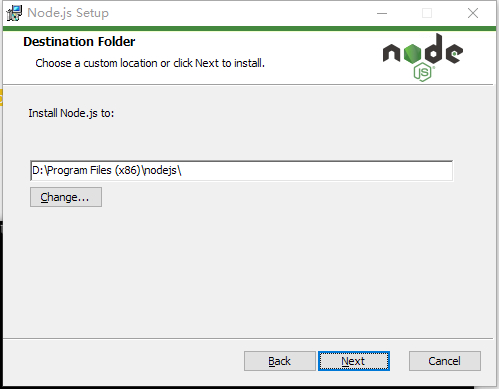 Node.js Setup
Destination Folder
Choose a custom location or click Next to install.
node
JS
Install Node.js to:
D:\Program Files (x86)\nodejs\
Change...
Back
Next
Cancel